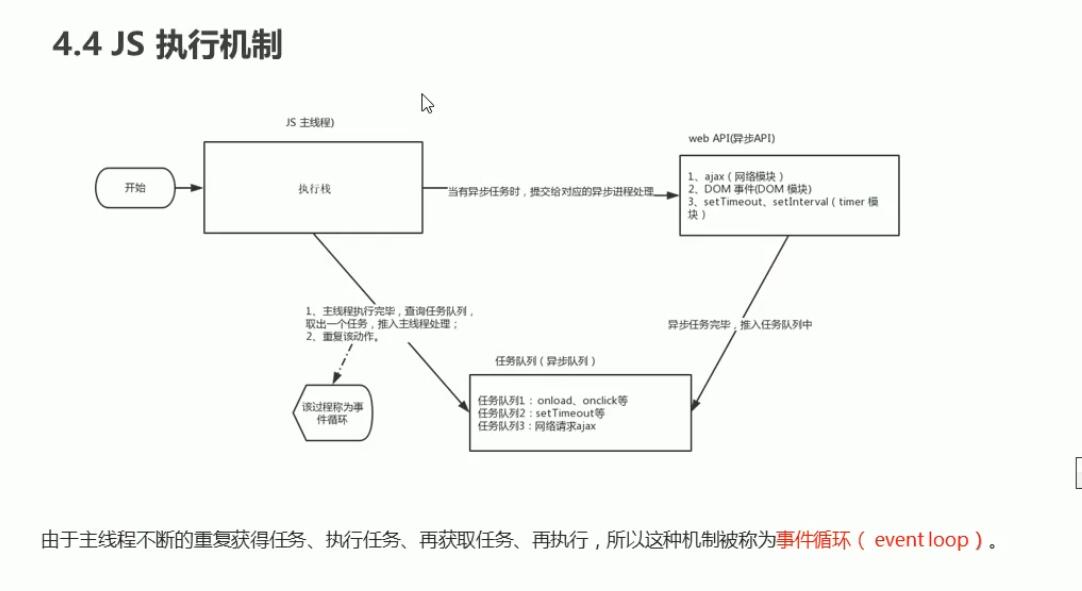 4.4 JS 执行机制
JS 主线程)
web API(异步API)
开始
执行栈
当有异步任务时，提交给对应的异步进程处理
1、ajax（网络模块）
2、DOM 事件(DOM 模块)
3、setTimeout、setInterval（timer 模
块）
1、主线程执行完毕，查询任务队列，
取出一个任务，推入主线程处理；
2、重复该动作。
异步任务完毕，推入任务队列中
任务队列（异步队列）
该过程称为事
件循环
任务队列1：onload、onclick等
任务队列2：setTimeout等
任务队列3：网络请求ajax
由于主线程不断的重复获得任务、执行任务、再获取任务、再执行，所以这种机制被称为事件循环（ event loop）。